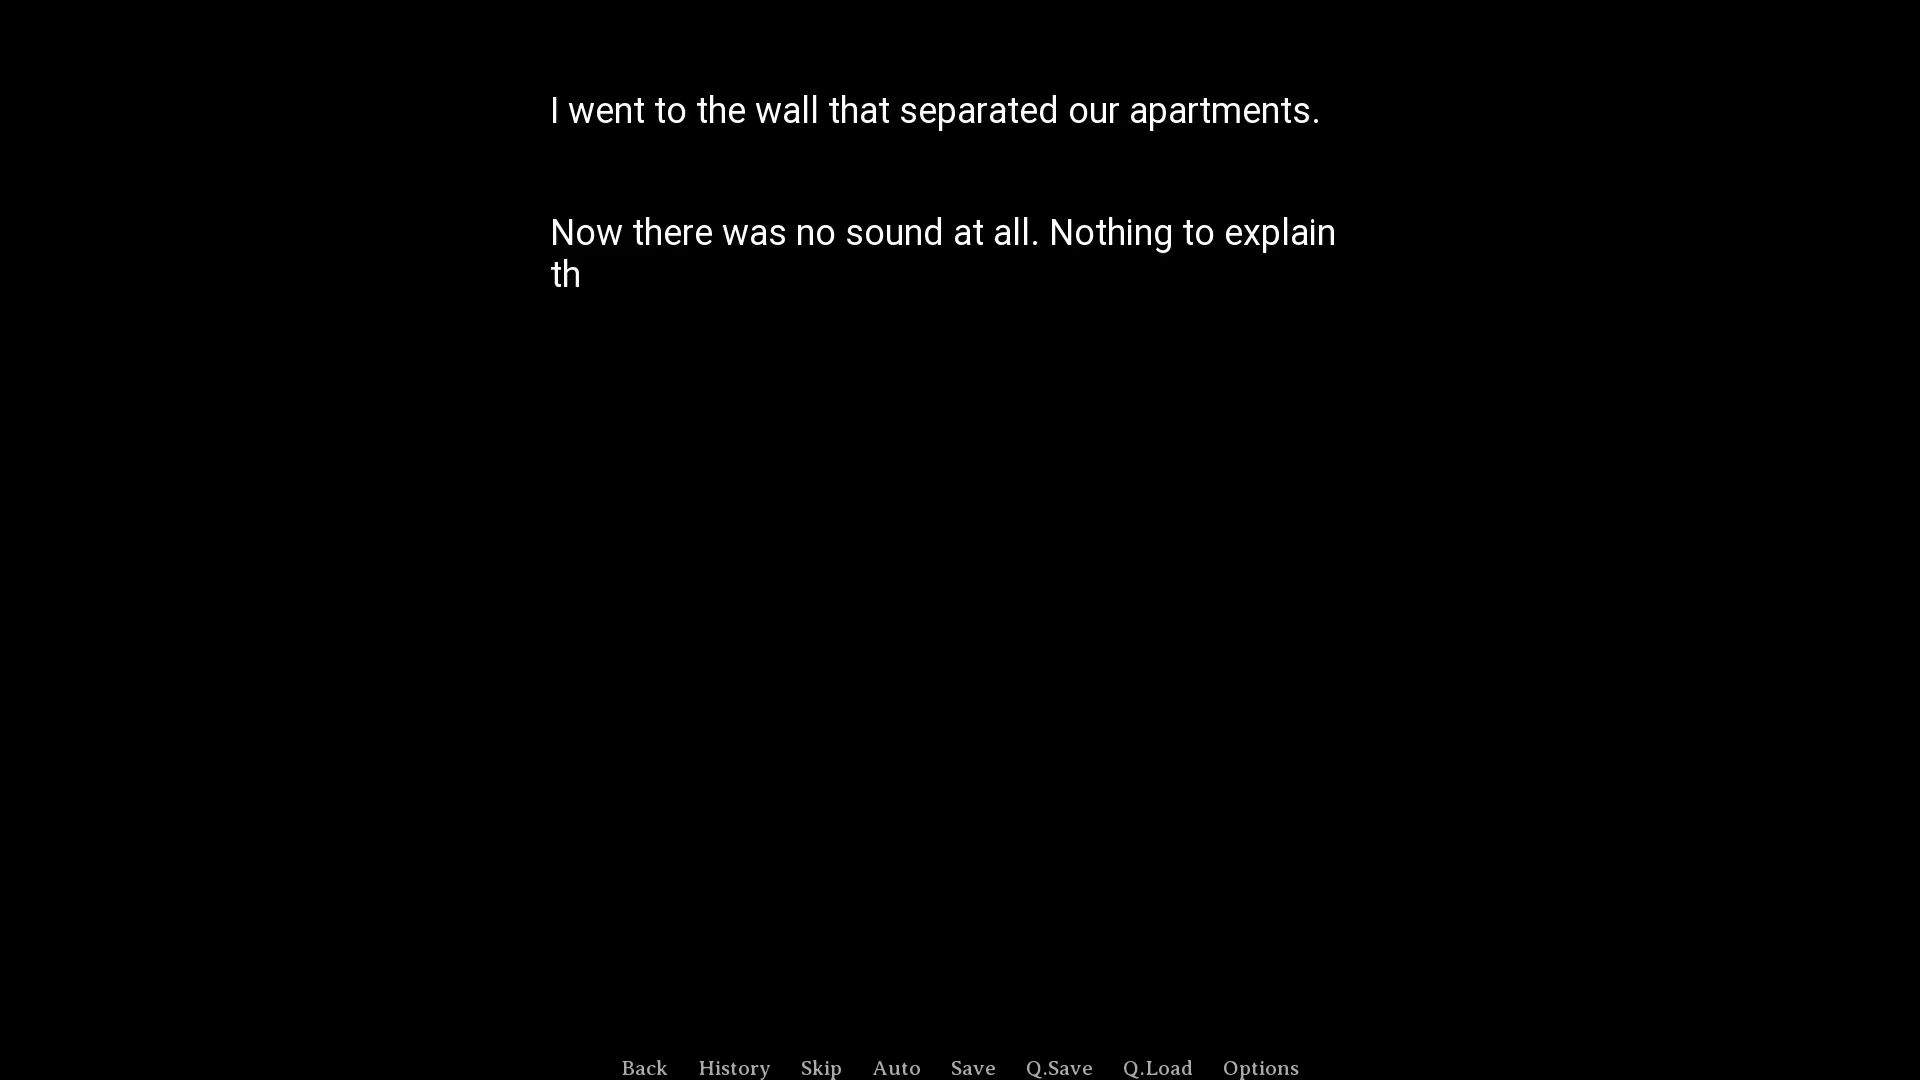 I went to the wall that separated our apartments.
Now there was no sound at all. Nothing to explain
th
Back History Skip Auto Save Q.Save Q.Load Options